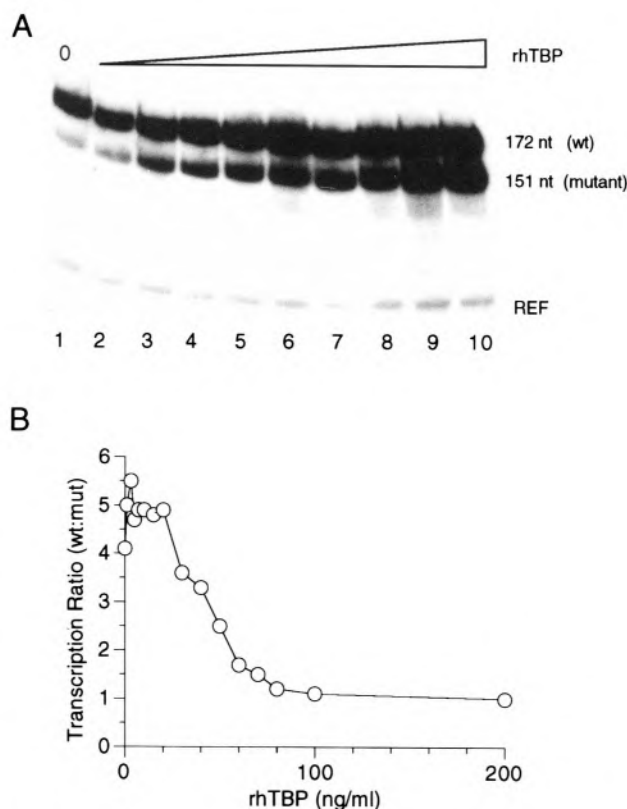 A
0
rhTBP
172 nt (wt)
151 nt (mutant)
REF
1 2 3 4 5 6 7 8 9 10
B
Transcription Ratio (wt:mut)
6
5
4
3
2
1
0
0 100 200
rhTBP (ng/ml)